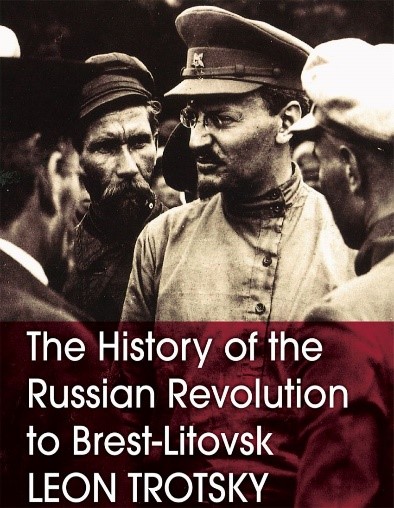 The History of the
Russian Revolution
to Brest-Litovsk
LEON TROTSKY